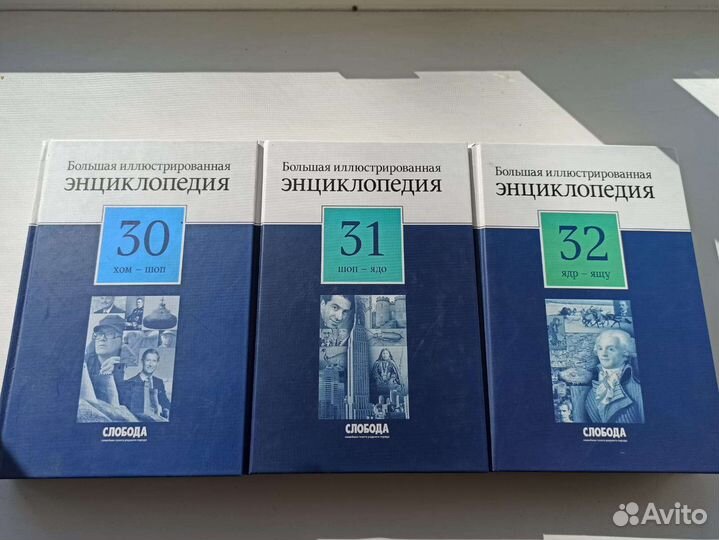 Большая иллюстрированная
ЭНЦИКЛОПЕДИЯ
30
хом – шоп
СЛОБОДА
Большая иллюстрированная
ЭНЦИКЛОПЕДИЯ
31
шоп – ядо
СЛОБОДА
Большая иллюстрированная
ЭНЦИКЛОПЕДИЯ
32
ядр – ящу
СЛОБОДА
Avito